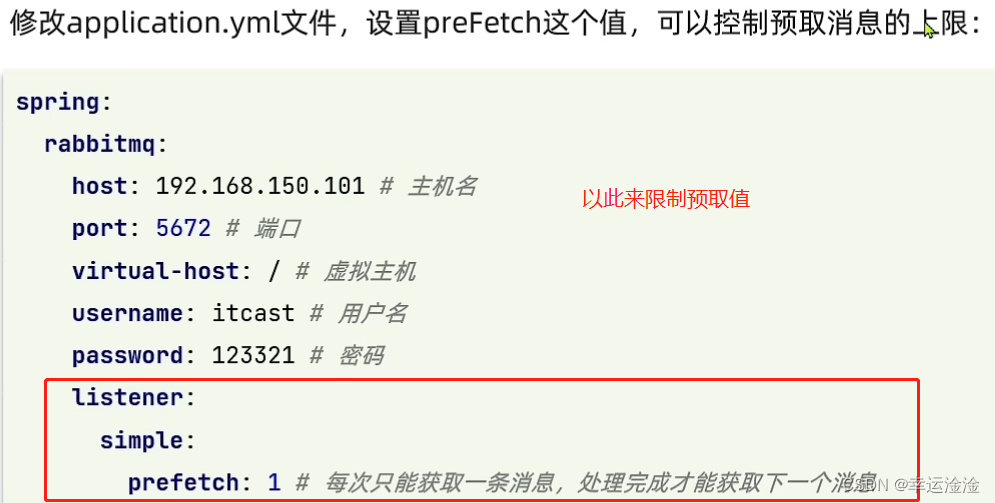 修改application.yml文件，设置preFetch这个值，可以控制预取消息的上限：
spring:
  rabbitmq:
    host: 192.168.150.101 # 主机名
以此来限制预取值
    port: 5672 # 端口
    virtual-host: / # 虚拟主机
    username: itcast # 用户名
    password: 123321 # 密码
    listener:
      simple:
        prefetch: 1 # 每次只能获取一条消息，处理完成才能获取下一个消息
CSDN @幸运淦淦